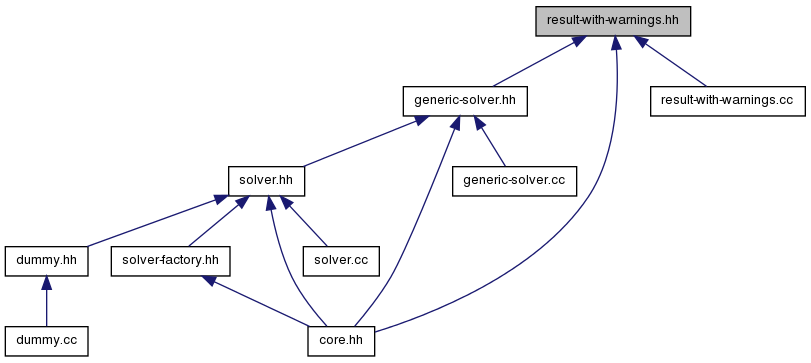 result-with-warnings.hh
generic-solver.hh
result-with-warnings.cc
solver.hh
generic-solver.cc
dummy.hh
solver-factory.hh
solver.cc
dummy.cc
core.hh